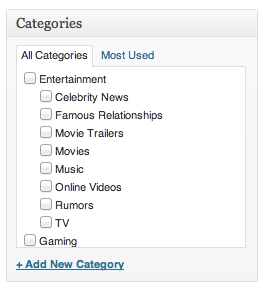 Categories
All Categories Most Used
Entertainment
Celebrity News
Famous Relationships
Movie Trailers
Movies
Music
Online Videos
Rumors
TV
Gaming
+ Add New Category